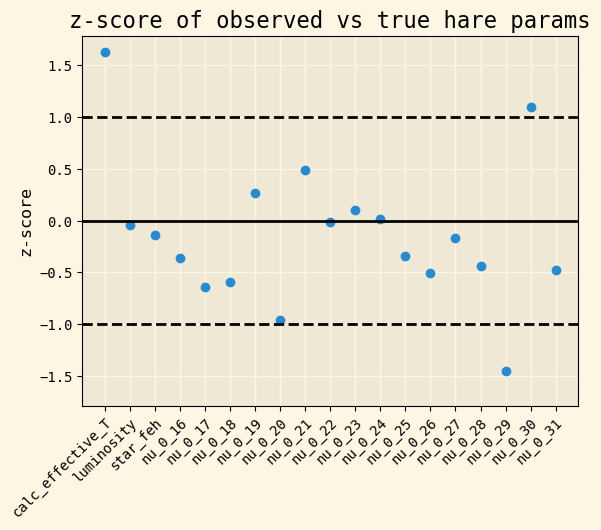 z-score of observed vs true hare params
z-score
1.5
1.0
0.5
0.0
−0.5
−1.0
−1.5
calc_effective_T
luminosity
star_feh
nu_0_16
nu_0_17
nu_0_18
nu_0_19
nu_0_20
nu_0_21
nu_0_22
nu_0_23
nu_0_24
nu_0_25
nu_0_26
nu_0_27
nu_0_28
nu_0_29
nu_0_30
nu_0_31